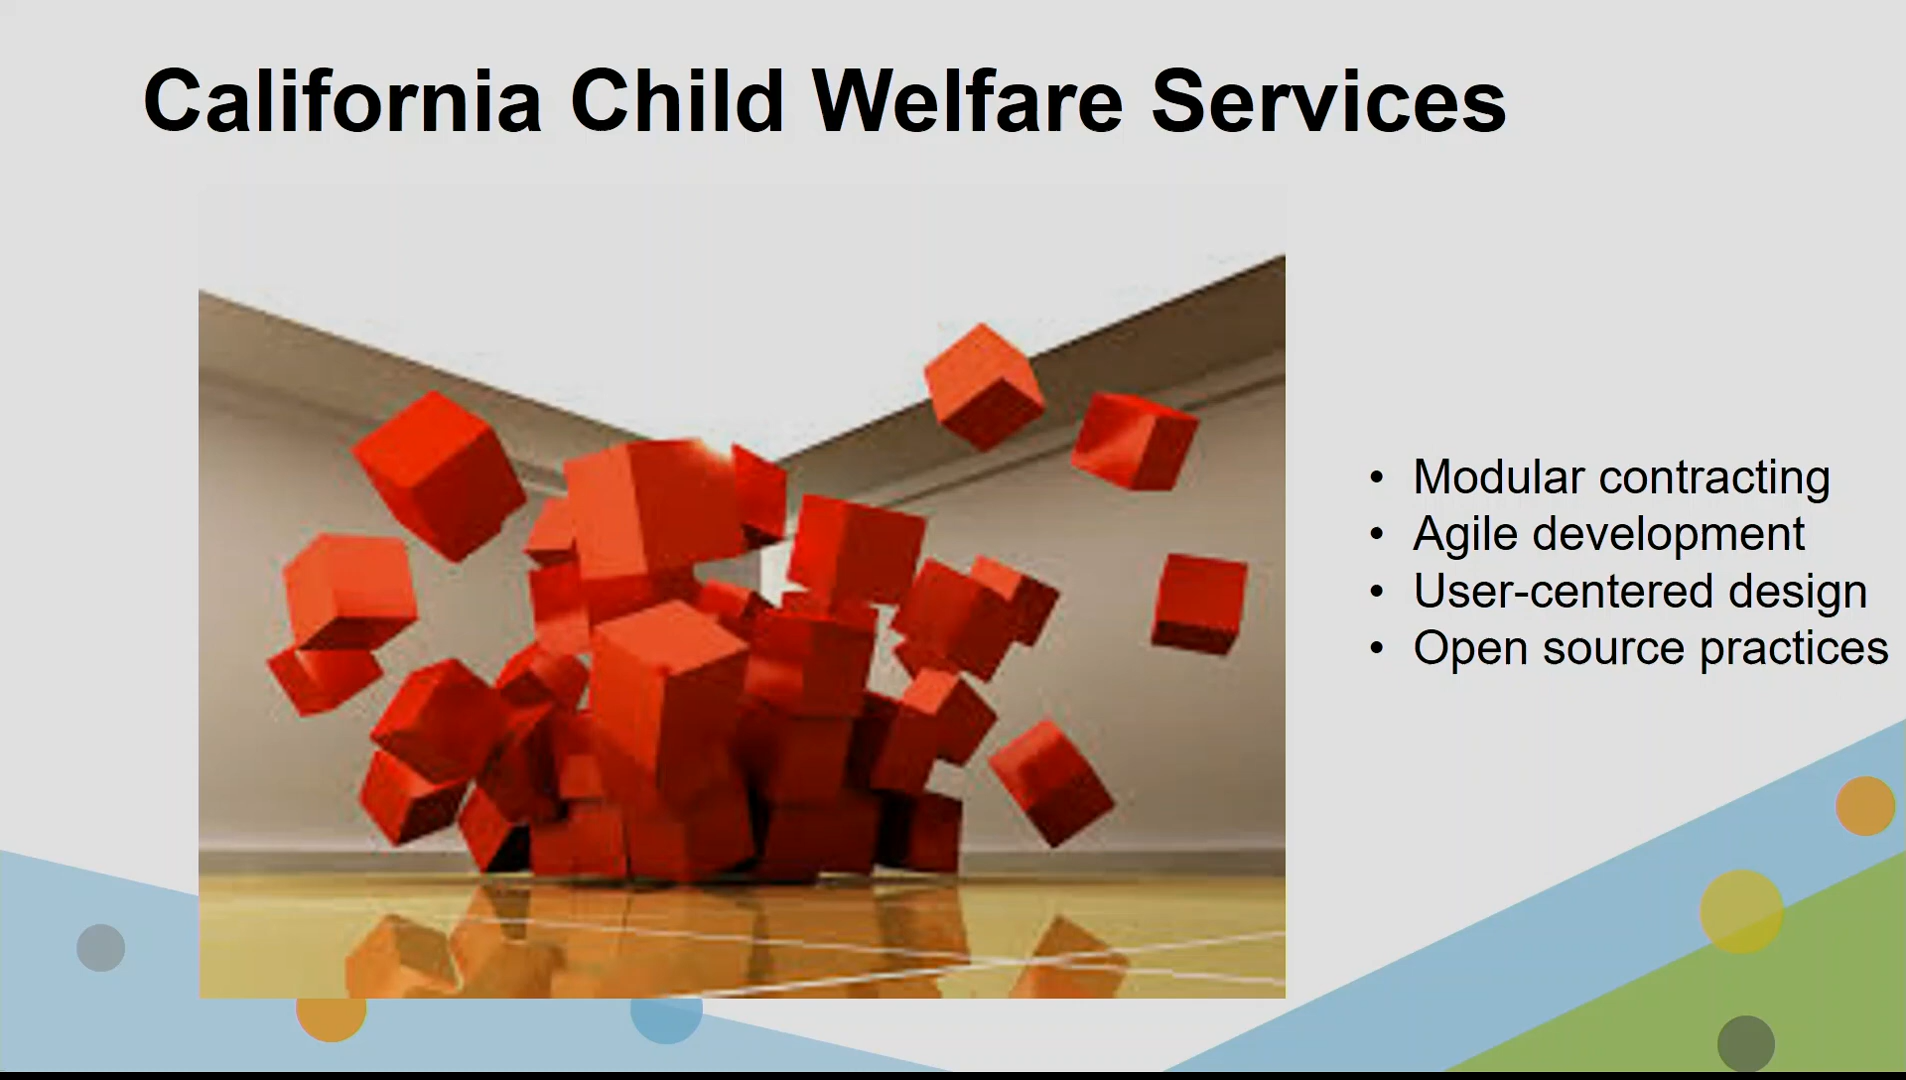 California Child Welfare Services
• Modular contracting
• Agile development
• User-centered design
• Open source practices